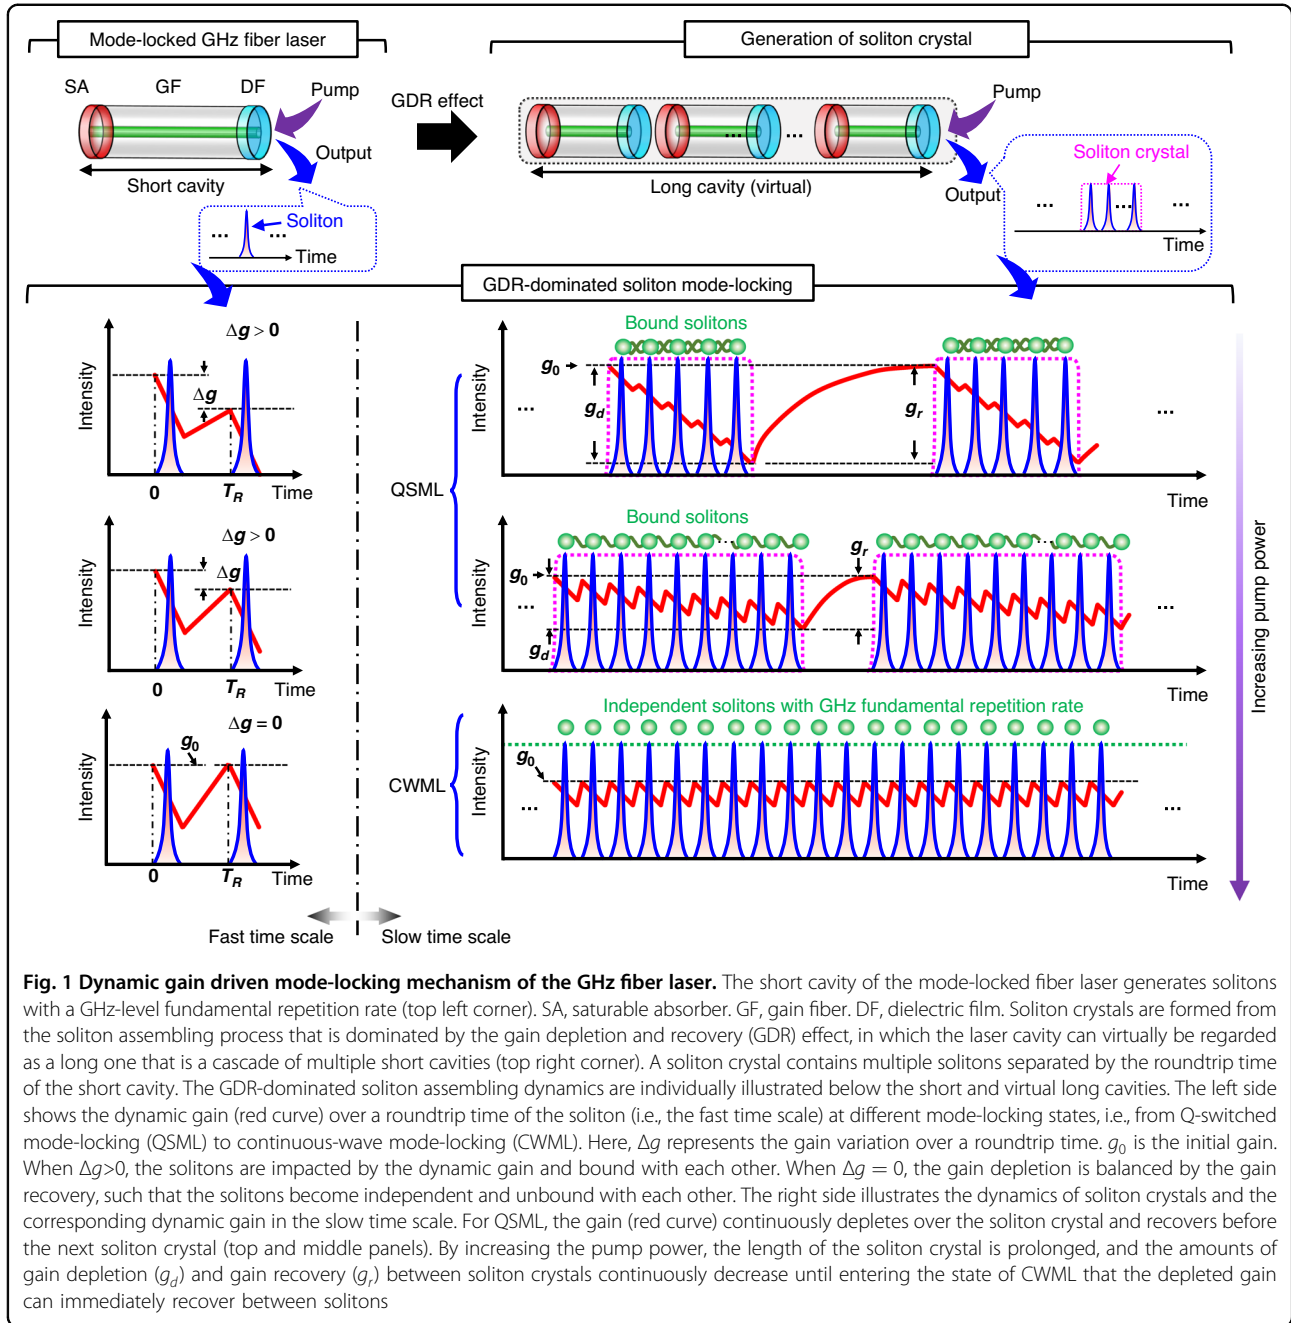 Mode-locked GHz fiber laser
Generation of soliton crystal
SA
GF
DF
Pump
GDR effect
Output
Short cavity
Soliton
...
...
Time
...
...
Pump
Long cavity (virtual)
Output
Soliton crystal
...
...
...
Time
GDR-dominated soliton mode-locking
Δg > 0
Intensity
Δg
0
T_R
Time
Δg > 0
Intensity
Δg
0
T_R
Time
Δg = 0
g_0
Intensity
0
T_R
Time
Fast time scale
Slow time scale
QSML
CWML
Bound solitons
g_0
Intensity
g_d
g_r
...
...
Time
Bound solitons
...
...
g_r
g_0
Intensity
...
...
g_d
Time
Independent solitons with GHz fundamental repetition rate
g_0
Intensity
...
...
Time
Increasing pump power
Fig. 1 Dynamic gain driven mode-locking mechanism of the GHz fiber laser. The short cavity of the mode-locked fiber laser generates solitons
with a GHz-level fundamental repetition rate (top left corner). SA, saturable absorber. GF, gain fiber. DF, dielectric film. Soliton crystals are formed from
the soliton assembling process that is dominated by the gain depletion and recovery (GDR) effect, in which the laser cavity can virtually be regarded
as a long one that is a cascade of multiple short cavities (top right corner). A soliton crystal contains multiple solitons separated by the roundtrip time
of the short cavity. The GDR-dominated soliton assembling dynamics are individually illustrated below the short and virtual long cavities. The left side
shows the dynamic gain (red curve) over a roundtrip time of the soliton (i.e., the fast time scale) at different mode-locking states, i.e., from Q-switched
mode-locking (QSML) to continuous-wave mode-locking (CWML). Here, Δg represents the gain variation over a roundtrip time. g_0 is the initial gain.
When Δg>0, the solitons are impacted by the dynamic gain and bound with each other. When Δg = 0, the gain depletion is balanced by the gain
recovery, such that the solitons become independent and unbound with each other. The right side illustrates the dynamics of soliton crystals and the
corresponding dynamic gain in the slow time scale. For QSML, the gain (red curve) continuously depletes over the soliton crystal and recovers before
the next soliton crystal (top and middle panels). By increasing the pump power, the length of the soliton crystal is prolonged, and the amounts of
gain depletion (g_d) and gain recovery (g_r) between soliton crystals continuously decrease until entering the state of CWML that the depleted gain
can immediately recover between solitons